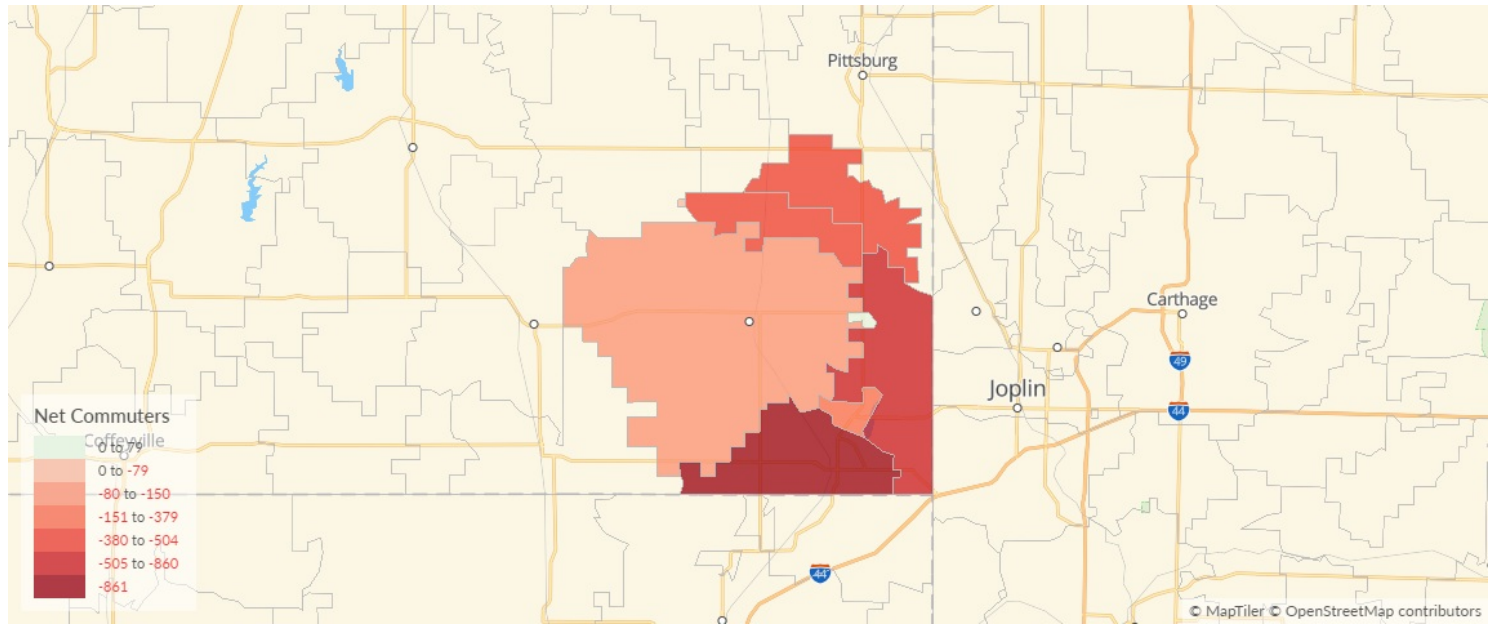 Pittsburg
Carthage
49
Joplin
44
Net Commuters
Coffeyville
0 to 79
0 to -79
-80 to -150
-151 to -379
-380 to -504
-505 to -860
-861
44
© MapTiler © OpenStreetMap contributors